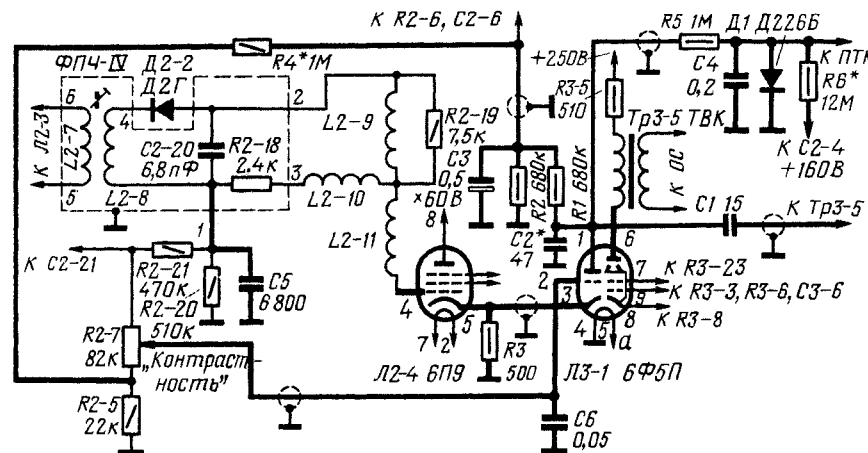 К R2-6, С2-6
R5 1М
Д1 Д226Б
К ПТК
ФПЧ-IV
Д2-2
Д2Г
R4*1М
+250В
R3-5
510
С4
0,2
R6*
12М
6
4
2
L2-9
R2-19
7,5к
Тр3-5 ТВК
К Л2-3
L2-7
С2-20
6,8пФ
R2-18
2.4к
3
С3
0,5
×60В
R2 680к
R1 680к
К ОС
К С2-4
+160В
5
L2-8
L2-10
8
С1 15
К Тр3-5
1
L2-11
С2*
47
1
6
К С2-21
R2-21
470к
R2-20
510к
С5
6800
4
5
7
2
2
3
4
5
7
9
8
а
К R3-23
К R3-3, R3-6, С3-6
К R3-8
R2-7
82к
„Контраст-
ность”
R3
500
Л2-4 6П9
Л3-1 6Ф5П
R2-5
22к
С6
0,05